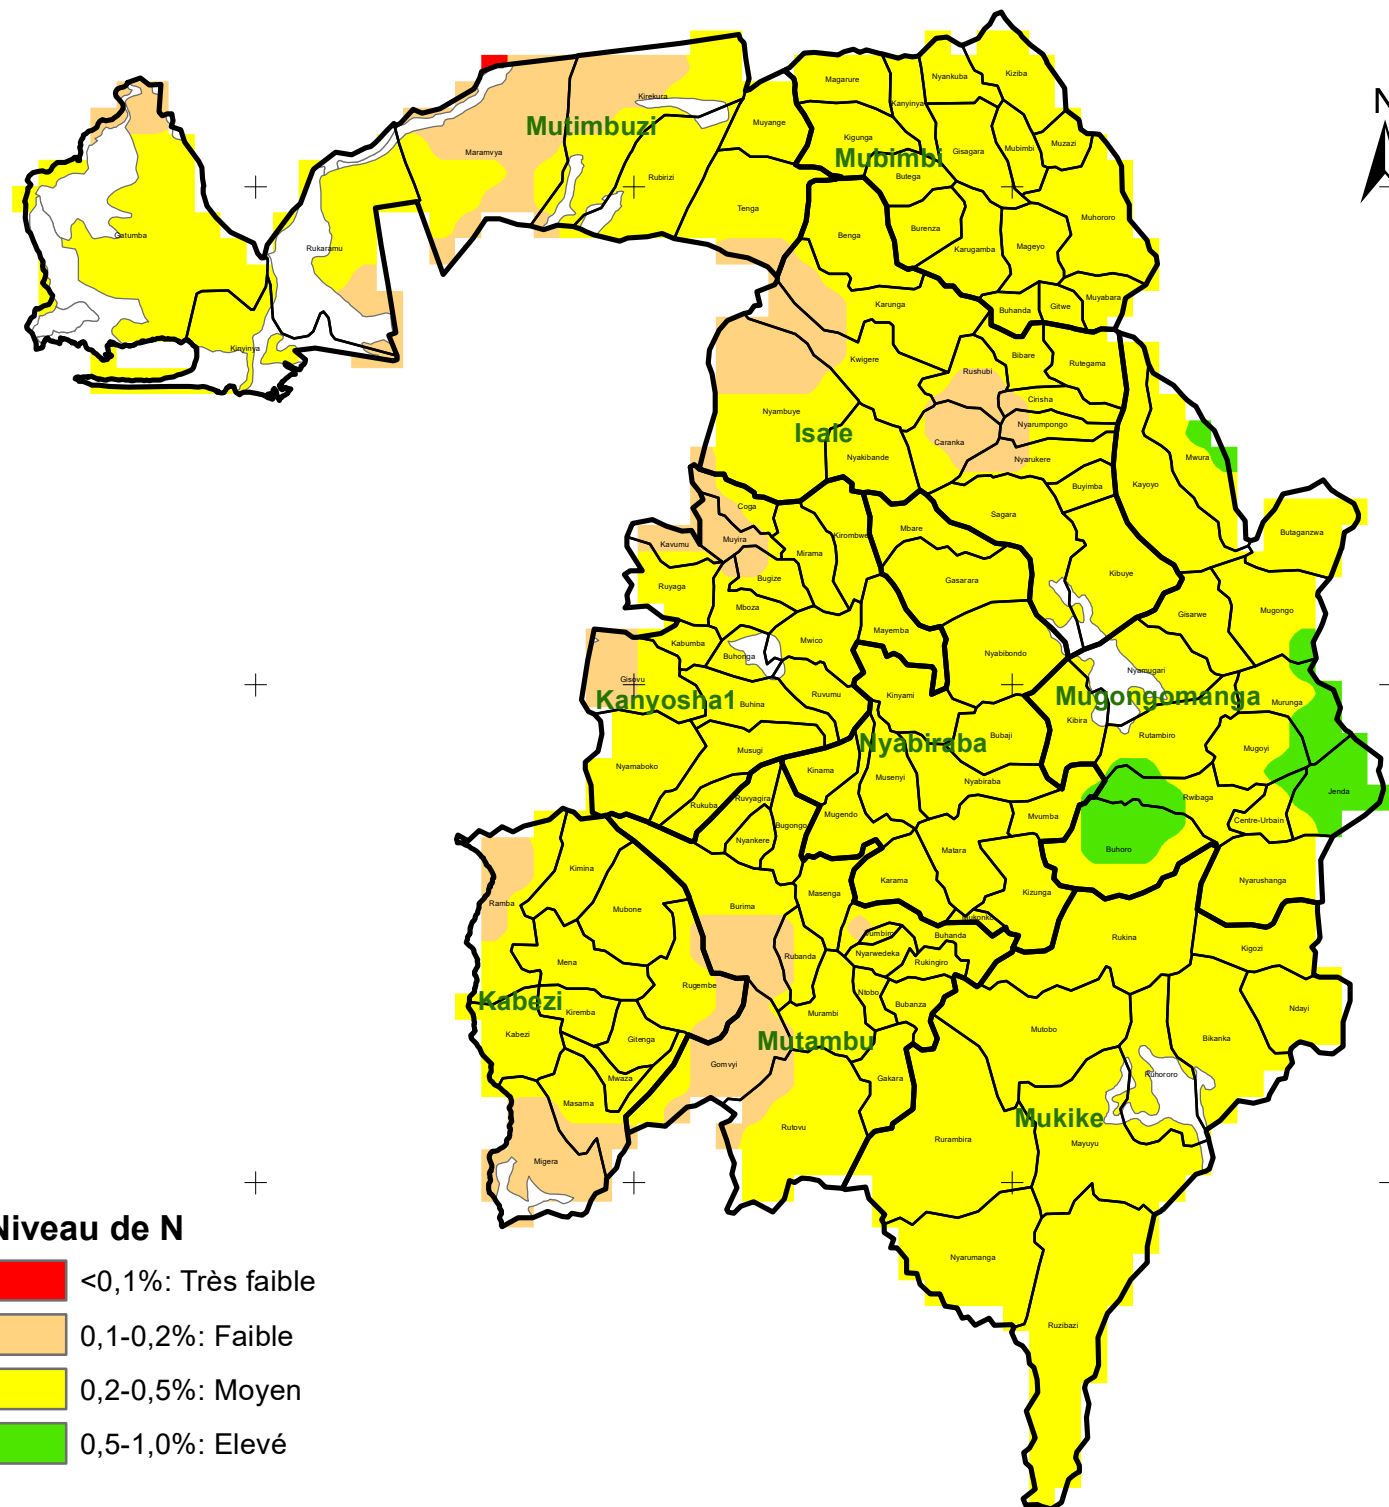 N
Magarure
Nyankuba
Kiziba
Kirekura
Kanyinya
Muyange
Mutimbuzi
Kigunga
Mubimbi
Muzazi
Maramvya
Mubimbi
Gisagara
Butega
Rubirizi
Tenga
Muhororo
Burenza
Benga
Gatumba
Rukaramu
Karugamba
Mageyo
Muyabara
Karunga
Buhanda
Gitwe
Kinyinya
Kwigere
Bibare
Rutegama
Rushubi
Cirisha
Nyambuye
Nyarumpongo
Isale
Caranka
Nyakibande
Nyarukere
Mwura
Kayoyo
Buyimba
Coga
Sagara
Mbare
Kirombwe
Butaganzwa
Muyira
Kavumu
Mirama
Bugize
Kibuye
Gasarara
Ruyaga
Mboza
Mugongo
Gisarwe
Mayemba
Kabumba
Mwico
Buhonga
Nyabibondo
Nyamugari
Gisovu
Kanyosha1
Buhina
Ruvumu
Kinyami
Mugongomanga
Murunga
Kibira
Nyabiraba
Bubaji
Rutambiro
Musugi
Mugoyi
Nyamaboko
Kinama
Musenyi
Nyabiraba
Jenda
Rukuba
Ruvyagira
Rwibaga
Mugendo
Mvumba
Centre-Urbain
Bugongo
Nyankere
Matara
Buhoro
Kimina
Karama
Nyarushanga
Masenga
Kizunga
Ramba
Mubone
Burima
Mukonko
Vumbiro
Buhanda
Rukina
Kigozi
Rubanda
Nyarwedeka
Rukingiro
Mena
Rugembe
Ntobo
Bubanza
Kabezi
Kiremba
Murambi
Ndayi
Kabezi
Gitenga
Mutambu
Mutobo
Bikanka
Gomvyi
Mwaza
Gakara
Kuhororo
Masama
Mukike
Rutovu
Rurambira
Mayuyu
Migera
Nyarumanga
Ruzibazi
Niveau de N
<0,1%: Très faible
0,1-0,2%: Faible
0,2-0,5%: Moyen
0,5-1,0%: Elevé